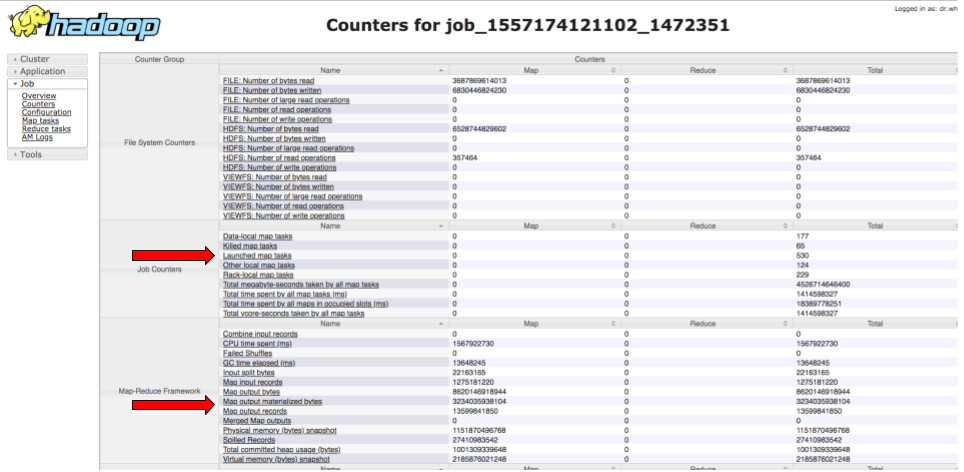 Logged in as: dr.wh
hadoop
Counters for job_1557174121102_1472351
Cluster
Application
Job
Overview
Counters
Configuration
Map tasks
Reduce tasks
AM Logs
Tools
Counter Group Counters
File System Counters
Name Map Reduce Total
FILE: Number of bytes read 3687869614013 0 3687869614013
FILE: Number of bytes written 6830446824230 0 6830446824230
FILE: Number of large read operations 0 0 0
FILE: Number of read operations 0 0 0
FILE: Number of write operations 0 0 0
HDFS: Number of bytes read 6528744829602 0 6528744829602
HDFS: Number of bytes written 0 0 0
HDFS: Number of large read operations 0 0 0
HDFS: Number of read operations 357464 0 357464
HDFS: Number of write operations 0 0 0
VIEWFS: Number of bytes read 0 0 0
VIEWFS: Number of bytes written 0 0 0
VIEWFS: Number of large read operations 0 0 0
VIEWFS: Number of read operations 0 0 0
VIEWFS: Number of write operations 0 0 0
Job Counters
Name Map Reduce Total
Data-local map tasks 0 0 177
Killed map tasks 0 0 65
Launched map tasks 0 0 530
Other local map tasks 0 0 124
Rack-local map tasks 0 0 229
Total megabyte-seconds taken by all map tasks 0 0 4526714646400
Total time spent by all map tasks (ms) 0 0 1414598327
Total time spent by all maps in occupied slots (ms) 0 0 18389778251
Total vcore-seconds taken by all map tasks 0 0 1414598327
Map-Reduce Framework
Name Map Reduce Total
Combine input records 0 0 0
CPU time spent (ms) 1567922730 0 1567922730
Failed Shuffles 0 0 0
GC time elapsed (ms) 13648245 0 13648245
Input split bytes 22163165 0 22163165
Map input records 1275181220 0 1275181220
Map output bytes 8620146918944 0 8620146918944
Map output materialized bytes 3234035938104 0 3234035938104
Map output records 13599841850 0 13599841850
Merged Map outputs 0 0 0
Physical memory (bytes) snapshot 1151870496768 0 1151870496768
Spilled Records 27410983542 0 27410983542
Total committed heap usage (bytes) 1001309339648 0 1001309339648
Virtual memory (bytes) snapshot 2185876021248 0 2185876021248
Name Map Reduce Total